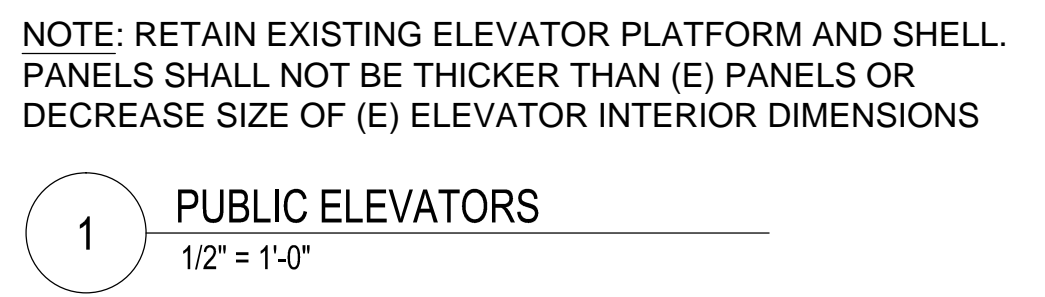 NOTE: RETAIN EXISTING ELEVATOR PLATFORM AND SHELL.
PANELS SHALL NOT BE THICKER THAN (E) PANELS OR
DECREASE SIZE OF (E) ELEVATOR INTERIOR DIMENSIONS
1
PUBLIC ELEVATORS
1/2" = 1'-0"